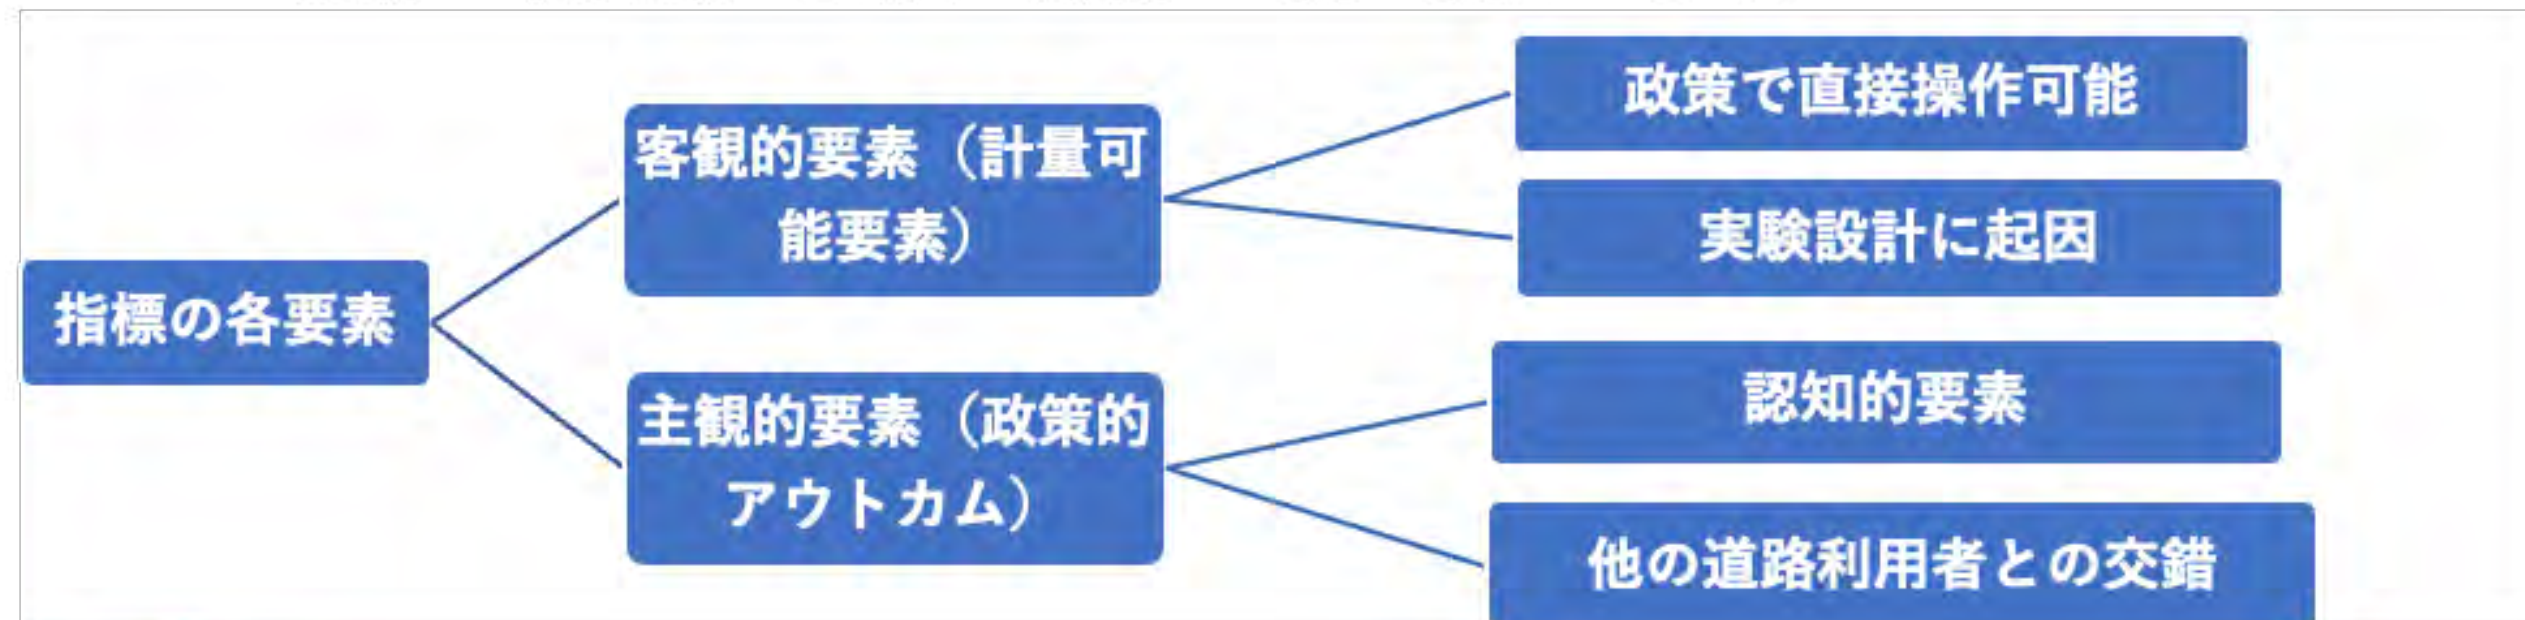 指標の各要素
客観的要素（計量可
能要素）
政策で直接操作可能
実験設計に起因
主観的要素（政策的
アウトカム）
認知的要素
他の道路利用者との交錯